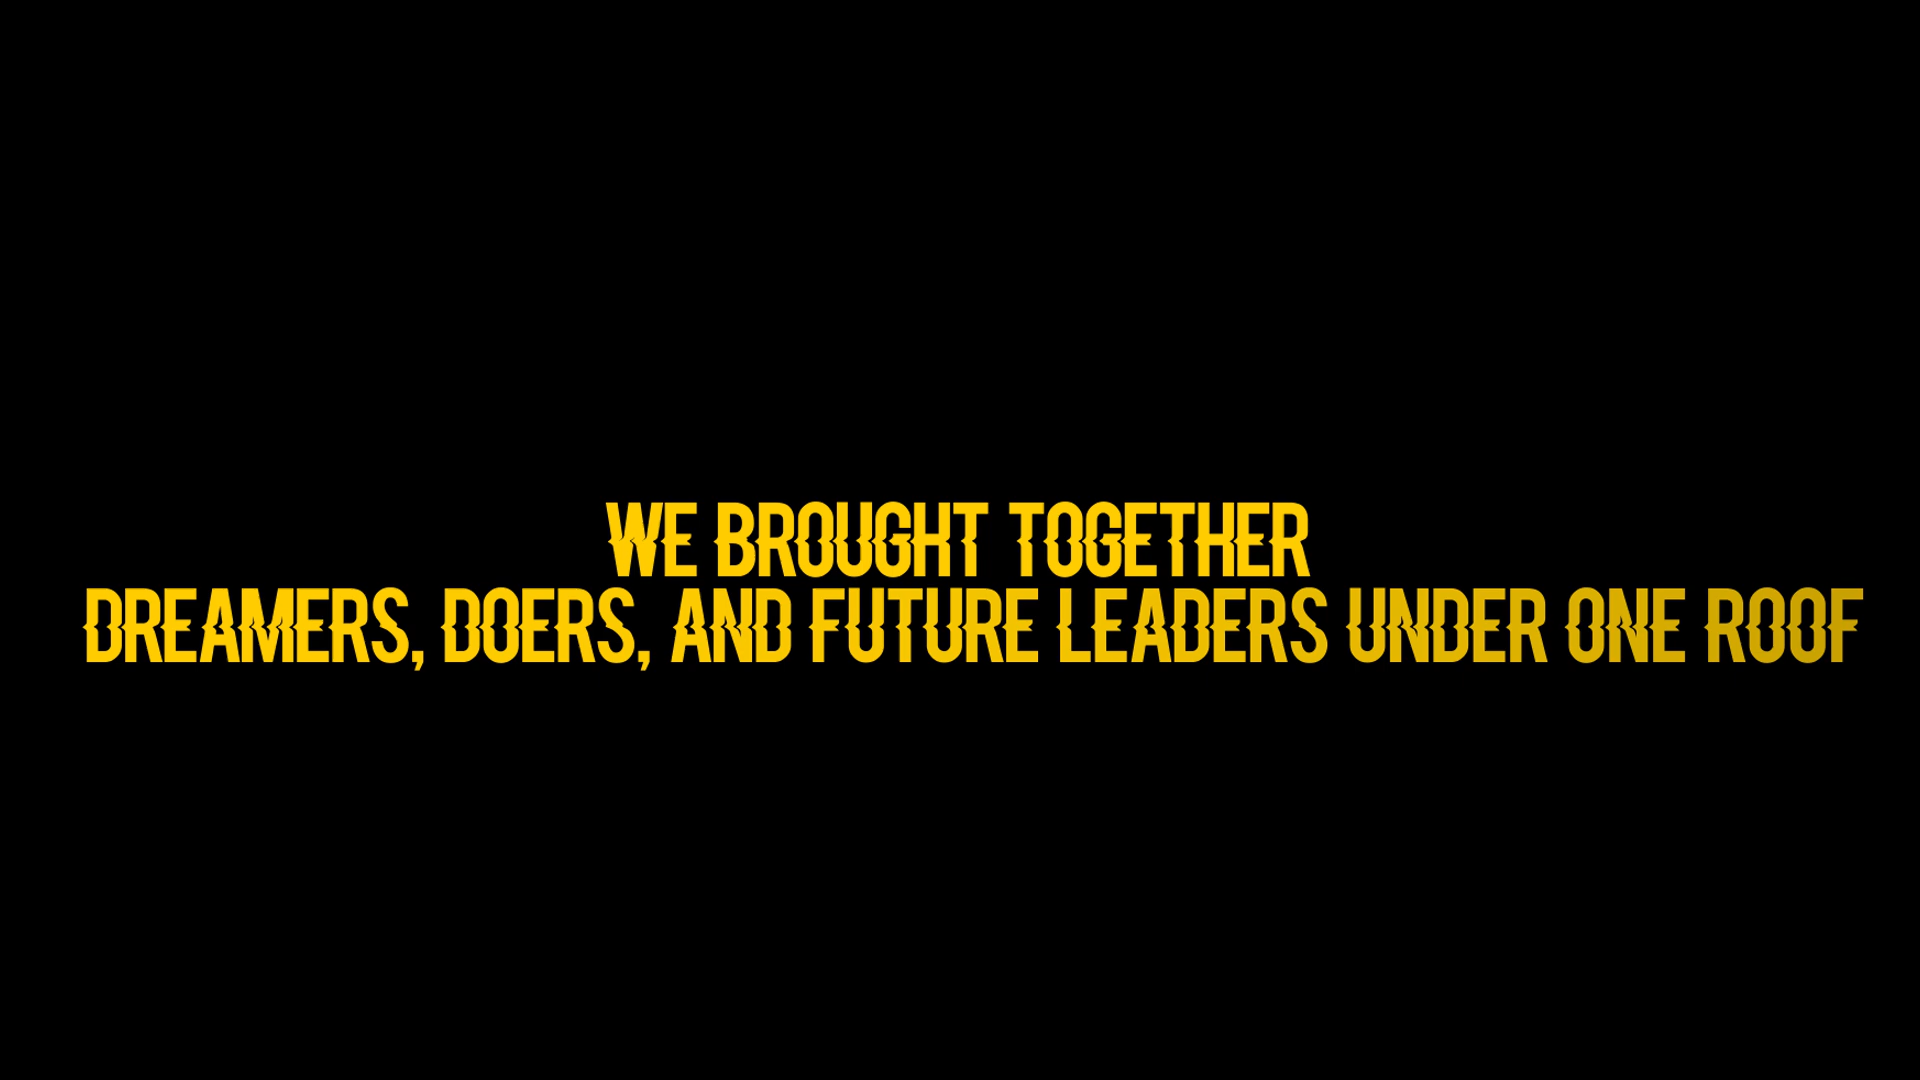 WE BROUGHT TOGETHER
DREAMERS, DOERS, AND FUTURE LEADERS UNDER ONE ROOF